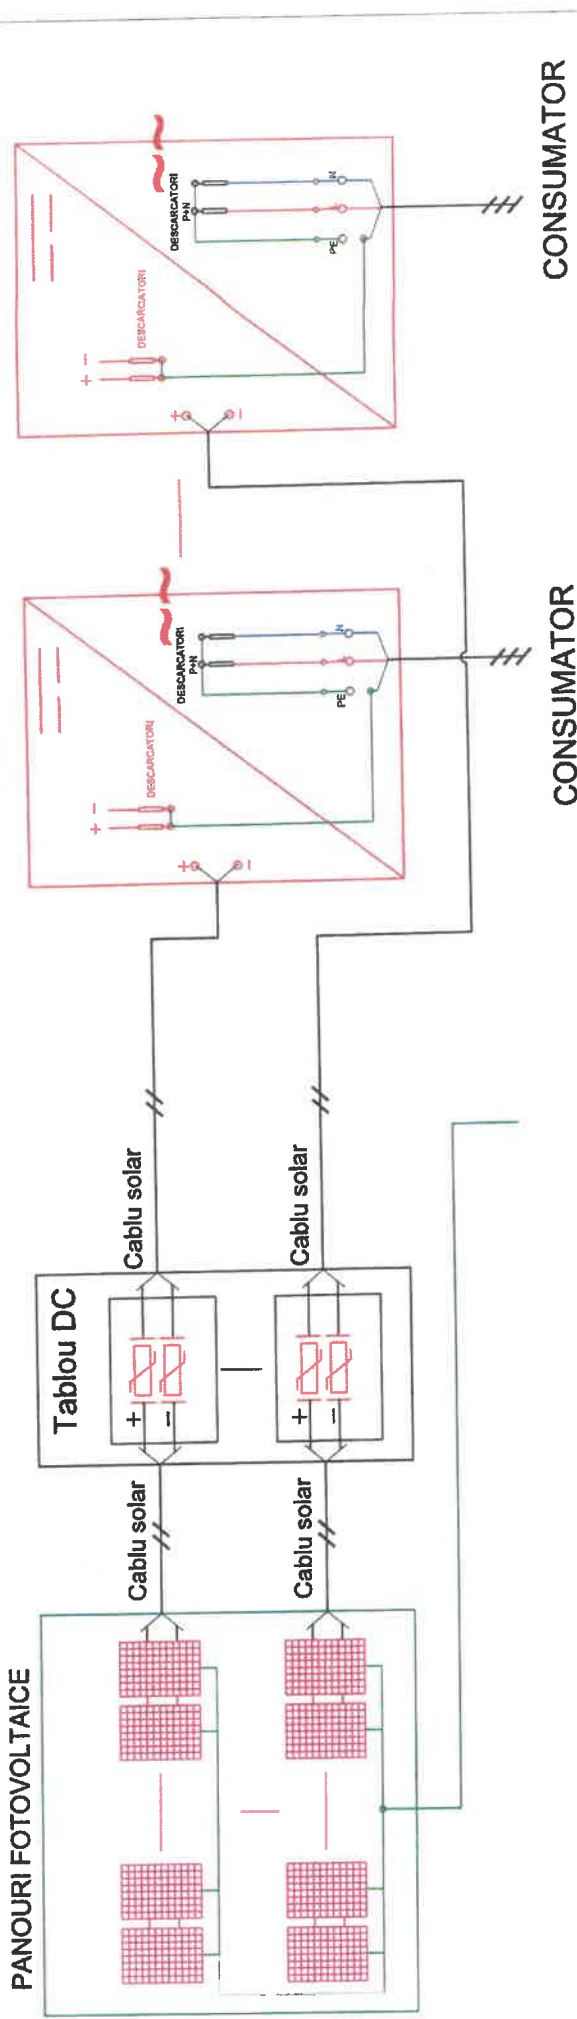 PANOURI FOTOVOLTAICE
Cablu solar
Cablu solar
Tablou DC
+
−
+
−
Cablu solar
Cablu solar
+
−
+ −
DESCARCATORI
DESCARCATORI
P+N
PE
L
N
CONSUMATOR
+
−
+ −
DESCARCATORI
DESCARCATORI
P+N
PE
L
N
CONSUMATOR